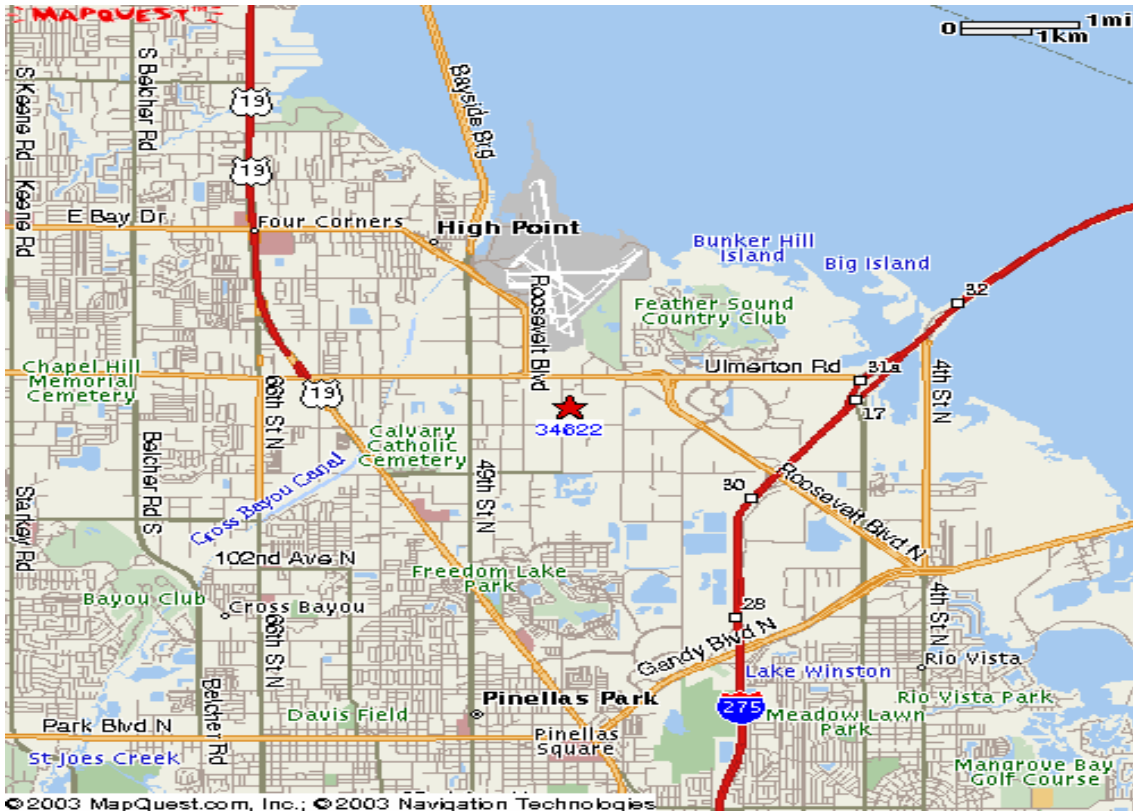 MAPQUEST
0 1mi
1km
S Keene Rd
S Belcher Rd
19
Bayside Brg
19
Keene Rd
E Bay Dr
Four Corners
High Point
Bunker Hill
Island
Big Island
32
Roosevelt Blvd
Feather Sound
Country Club
Chapel Hill
Memorial
Cemetery
66th St N
19
Ulmerton Rd
31a
17
4th St N
34622
Calvary
Catholic
Cemetery
Belcher Rd S
Cross Bayou Canal
49th St N
30
Roosevelt Blvd N
Starkey Rd
102nd Ave N
Freedom Lake
Park
Bayou Club
Cross Bayou
66th St N
28
Gandy Blvd N
4th St N
Rio Vista
Lake Winston
Belcher Rd
Pinellas Park
Rio Vista Park
275
Davis Field
Meadow Lawn
Park
Park Blvd N
Pinellas
Square
St Joes Creek
Mangrove Bay
Golf Course
©2003 MapQuest.com, Inc.; ©2003 Navigation Technologies